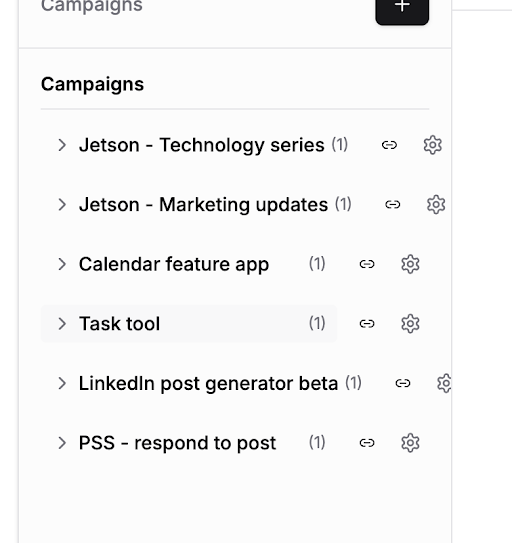 Campaigns
Campaigns
Jetson - Technology series (1)
Jetson - Marketing updates (1)
Calendar feature app (1)
Task tool (1)
LinkedIn post generator beta (1)
PSS - respond to post (1)